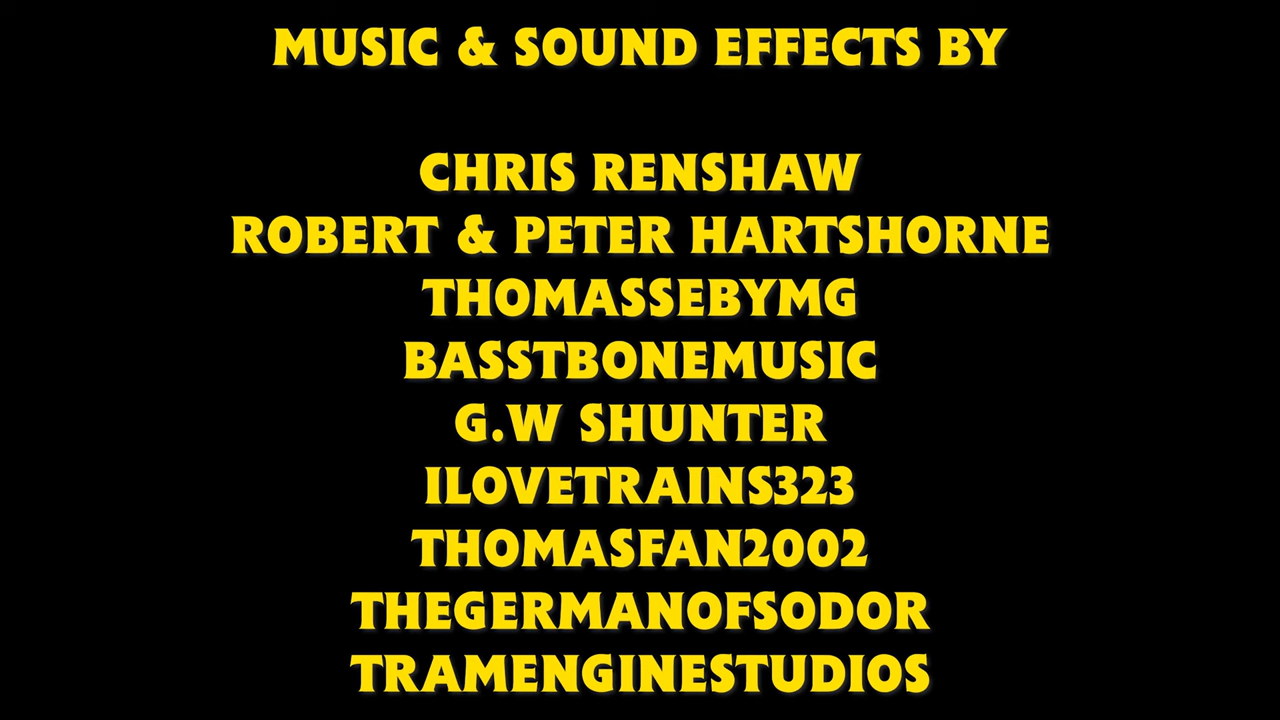 MUSIC & SOUND EFFECTS BY
CHRIS RENSHAW
ROBERT & PETER HARTSHORNE
THOMASSEBYMG
BASSTBONEMUSIC
G.W SHUNTER
ILOVETRAINS323
THOMASFAN2002
THEGERMANOFSODOR
TRAMENGINESTUDIOS